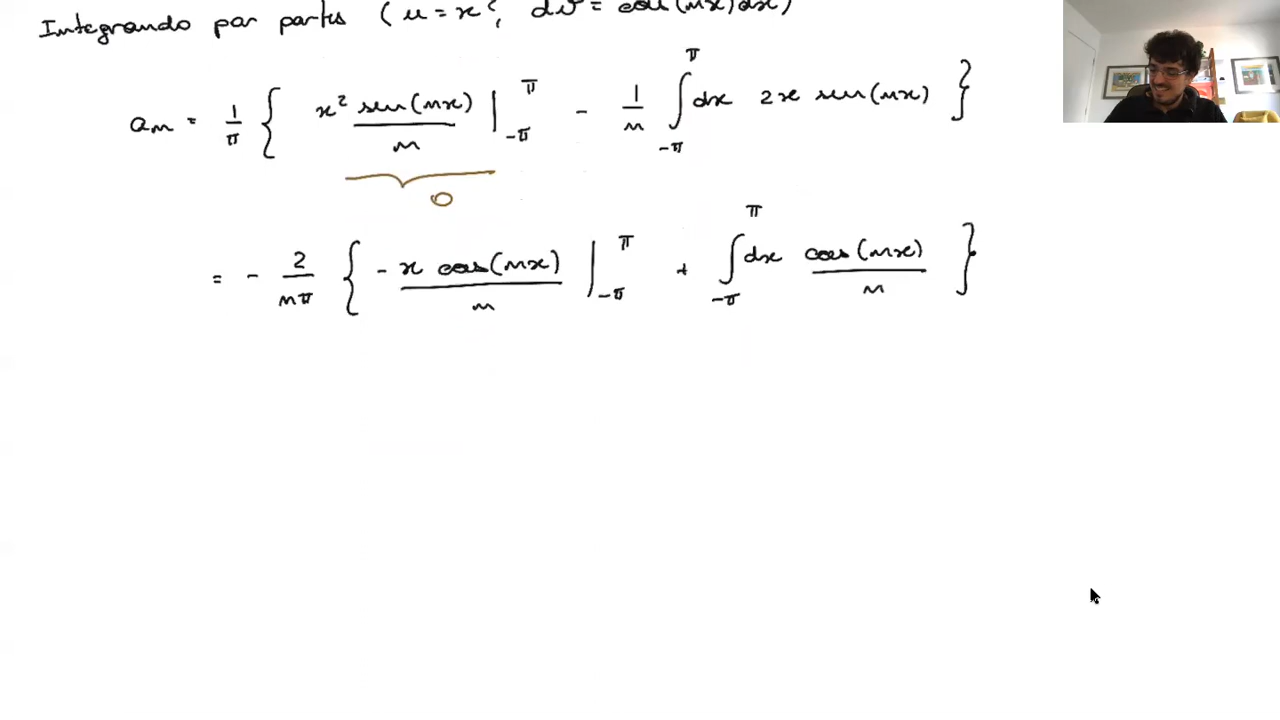 Integrando por partes (u = x², dv = cos(mx)dx)
am = 1/π { x² sen(mx)/m |_{-π}^{π} - 1/m ∫_{-π}^{π} dx 2x sen(mx) }
0
= - 2/mπ { - x cos(mx)/m |_{-π}^{π} + ∫_{-π}^{π} dx cos(mx)/m }